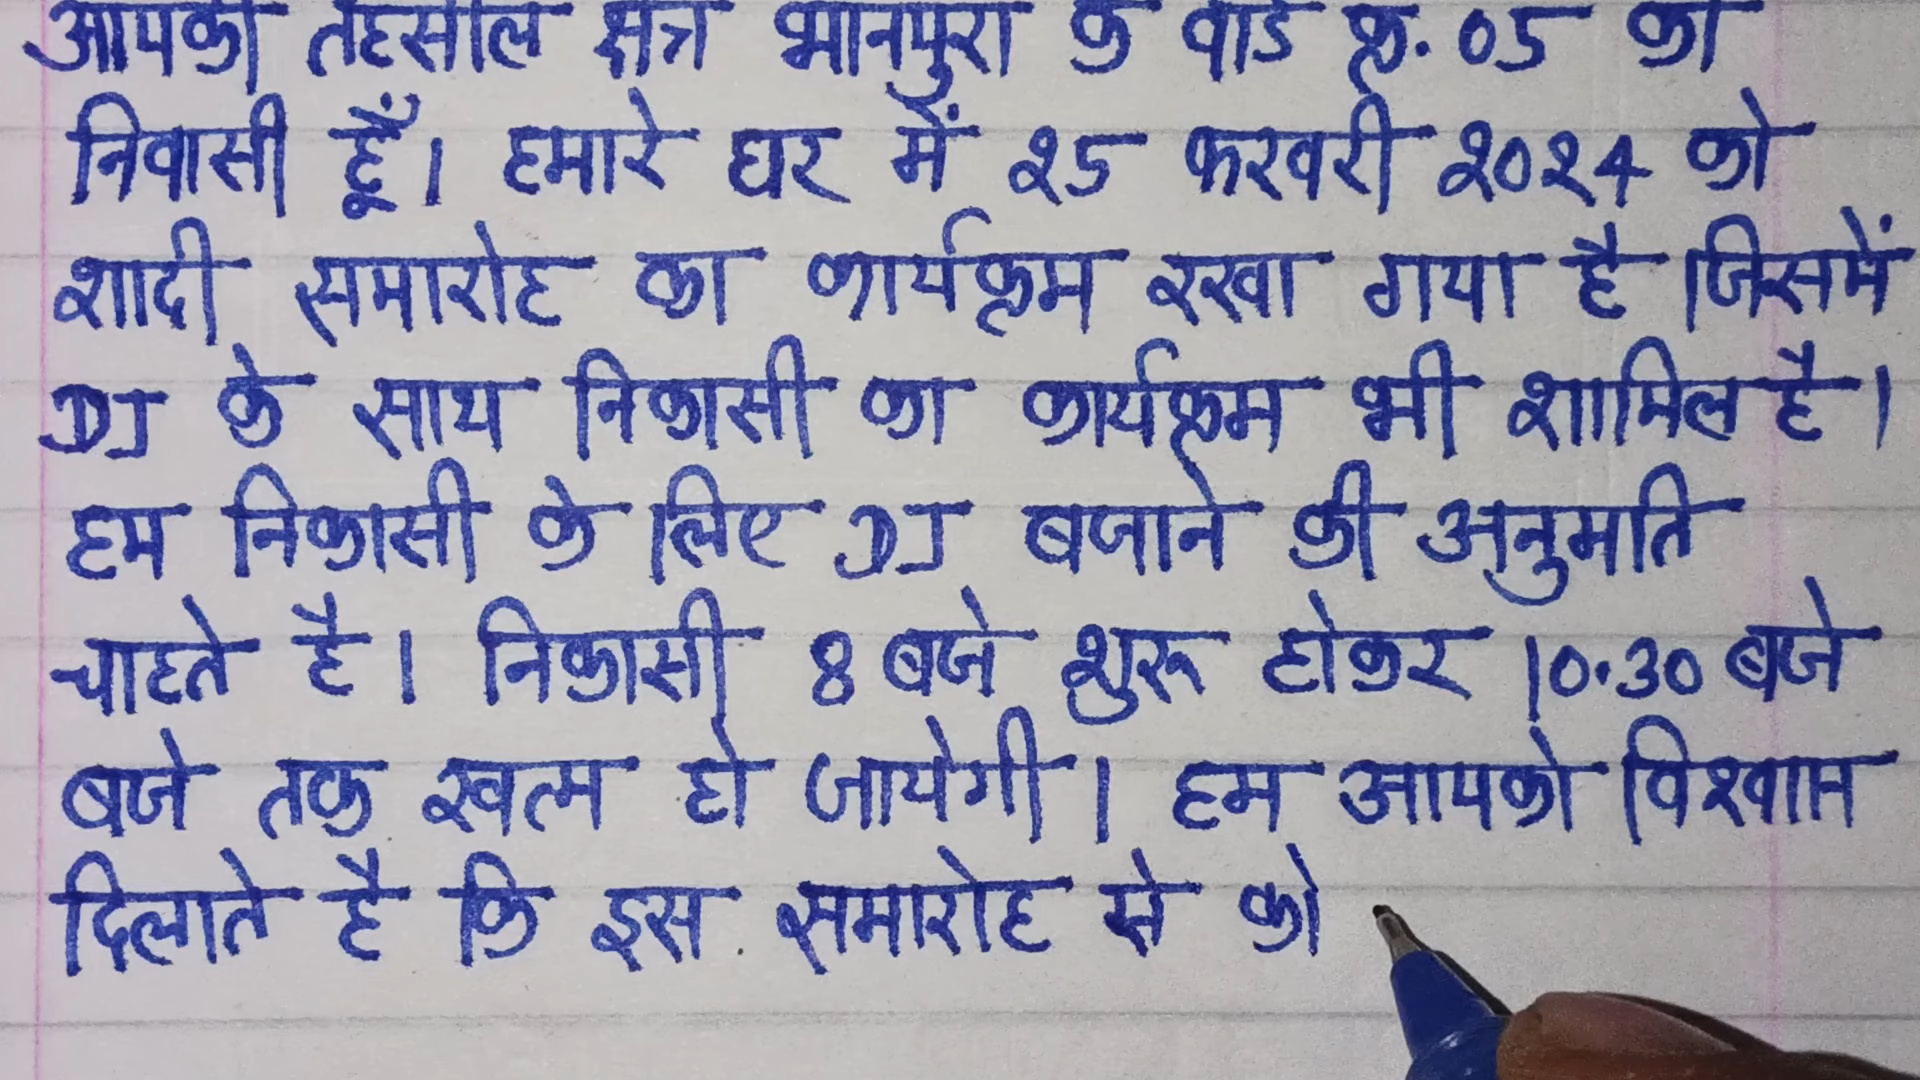 आपकी तहसील क्षेत्र भानपुरा के वार्ड क्र. 05 का
निवासी हूँ। हमारे घर में 25 फरवरी 2024 को
शादी समारोह का कार्यक्रम रखा गया है जिसमें
DJ के साथ निकासी का कार्यक्रम भी शामिल है।
हम निकासी के लिए DJ बजाने की अनुमति
चाहते है। निकासी 8 बजे शुरू होकर 10.30 बजे
बजे तक खत्म हो जायेगी। हम आपको विश्वास
दिलाते है कि इस समारोह से को